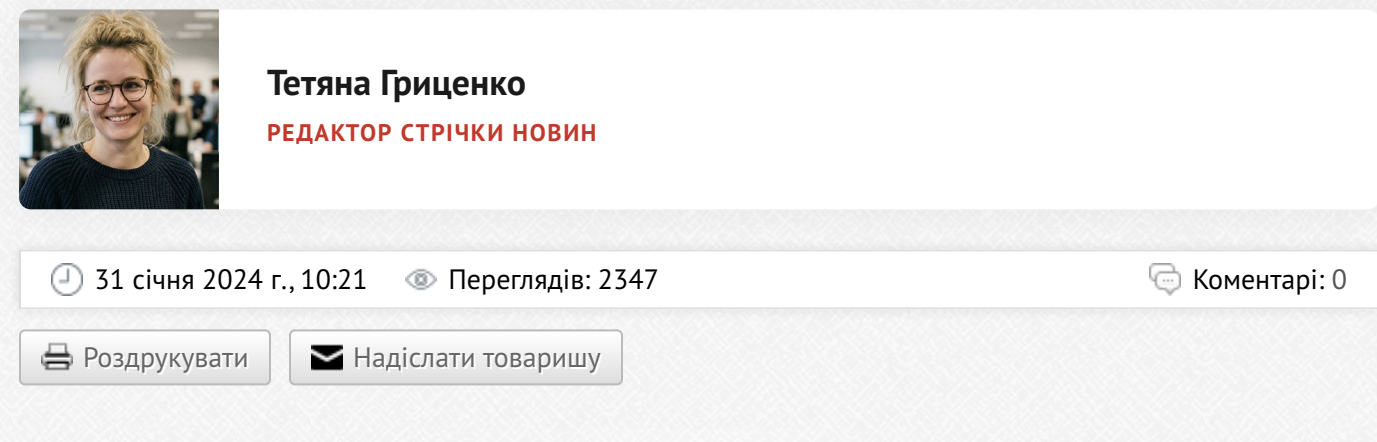 Тетяна Гриценко
РЕДАКТОР СТРІЧКИ НОВИН
31 січня 2024 г., 10:21 Переглядів: 2347 Коментарі: 0
Роздрукувати Надіслати товаришу